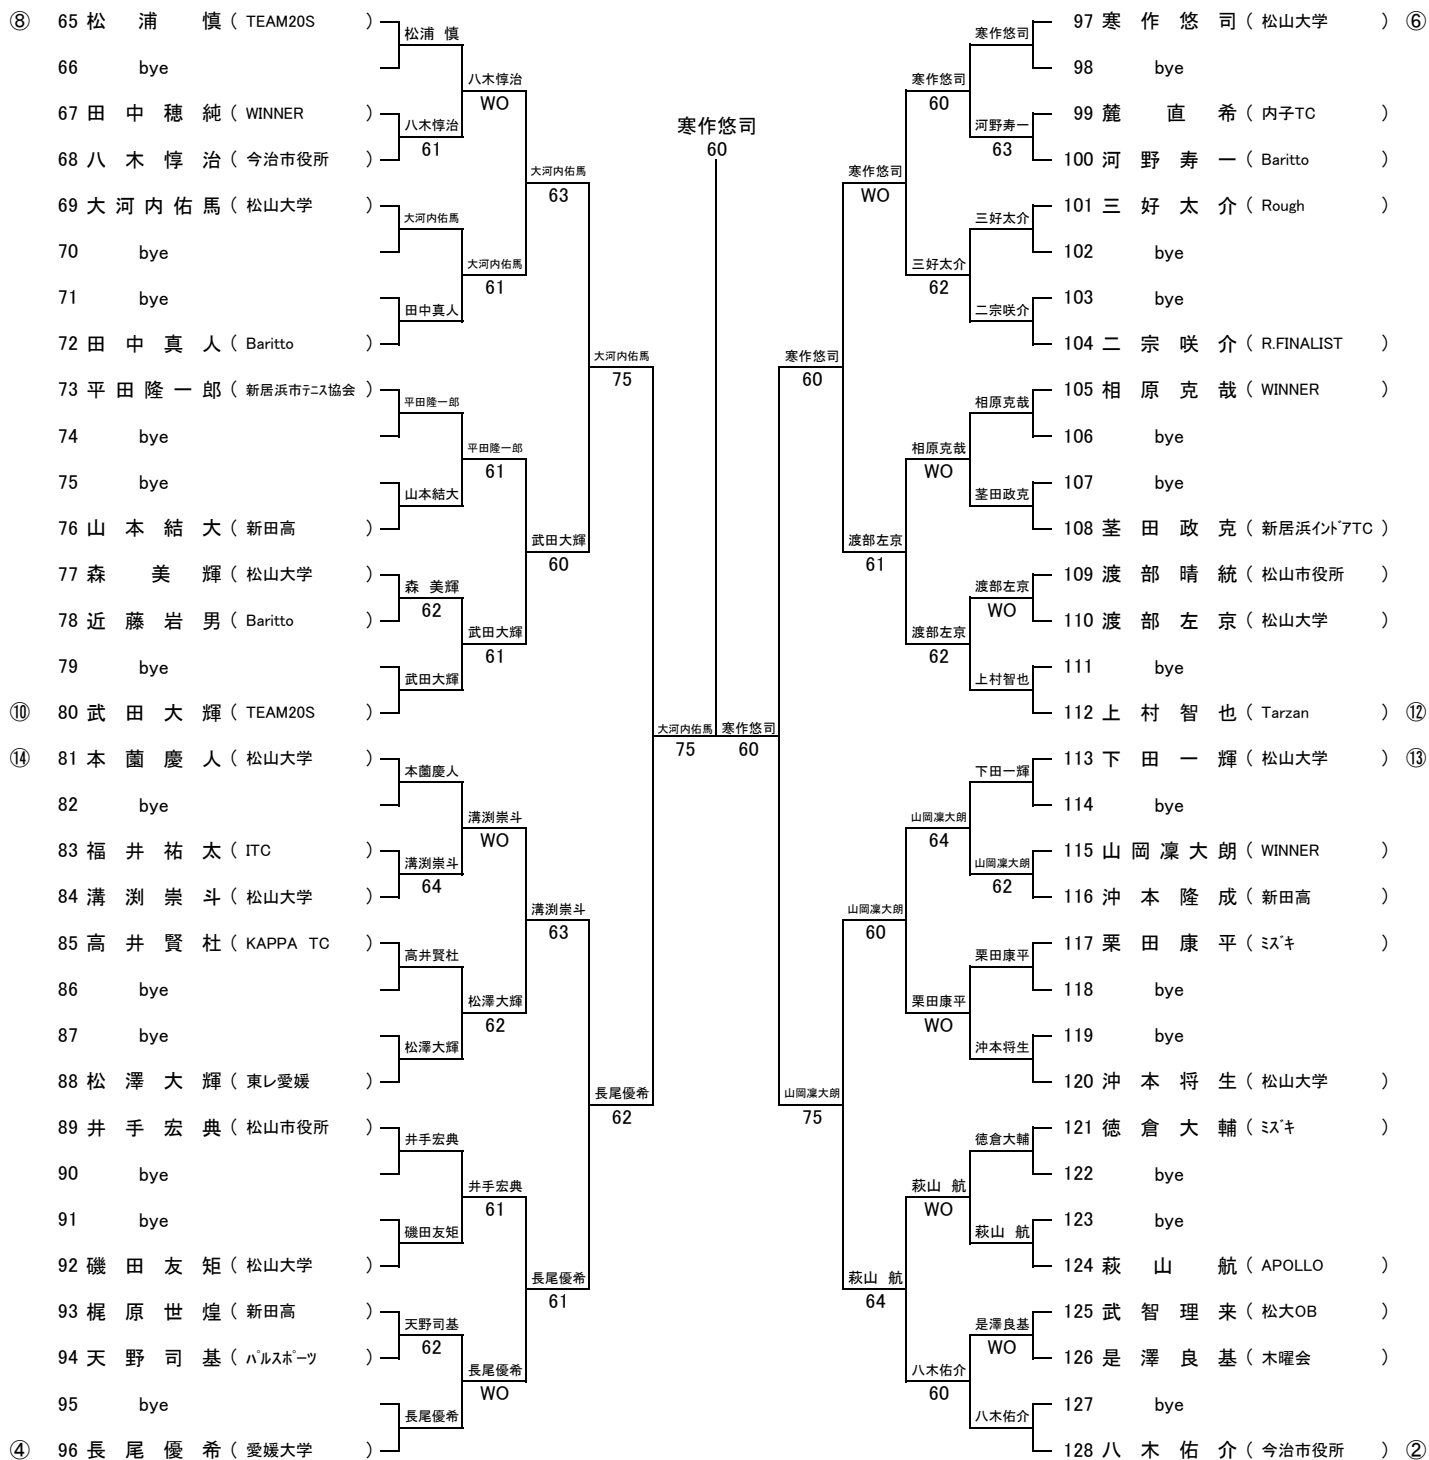 ⑧ 65 松浦 慎 ( TEAM20S )
66 bye
67 田中穂純 ( WINNER )
68 八木惇治 ( 今治市役所 )
69 大河内佑馬 ( 松山大学 )
70 bye
71 bye
72 田中真人 ( Baritto )
73 平田隆一郎 ( 新居浜市テニス協会 )
74 bye
75 bye
76 山本結大 ( 新田高 )
77 森 美輝 ( 松山大学 )
78 近藤岩男 ( Baritto )
79 bye
⑩ 80 武田大輝 ( TEAM20S )
⑭ 81 本薗慶人 ( 松山大学 )
82 bye
83 福井祐太 ( ITC )
84 溝渕崇斗 ( 松山大学 )
85 高井賢杜 ( KAPPA TC )
86 bye
87 bye
88 松澤大輝 ( 東レ愛媛 )
89 井手宏典 ( 松山市役所 )
90 bye
91 bye
92 磯田友矩 ( 松山大学 )
93 梶原世煌 ( 新田高 )
94 天野司基 ( パルスポーツ )
95 bye
④ 96 長尾優希 ( 愛媛大学 )
松浦 慎
八木惇治
61
大河内佑馬
田中真人
平田隆一郎
山本結大
森 美輝
62
武田大輝
本薗慶人
溝渕崇斗
64
高井賢杜
松澤大輝
井手宏典
磯田友矩
天野司基
62
長尾優希
八木惇治
WO
大河内佑馬
61
平田隆一郎
61
武田大輝
61
溝渕崇斗
WO
松澤大輝
62
井手宏典
61
長尾優希
WO
大河内佑馬
63
武田大輝
60
溝渕崇斗
63
長尾優希
61
大河内佑馬
75
長尾優希
62
大河内佑馬
75
寒作悠司
60
寒作悠司
60
寒作悠司
60
山岡凜大朗
75
寒作悠司
WO
渡部左京
61
山岡凜大朗
60
萩山 航
64
寒作悠司
60
三好太介
62
相原克哉
WO
渡部左京
62
山岡凜大朗
64
栗田康平
WO
萩山 航
WO
八木佑介
60
寒作悠司
河野寿一
63
三好太介
二宗咲介
相原克哉
茎田政克
渡部左京
WO
上村智也
下田一輝
山岡凜大朗
62
栗田康平
沖本将生
徳倉大輔
萩山 航
是澤良基
WO
八木佑介
97 寒作悠司 ( 松山大学 ) ⑥
98 bye
99 麓 直希 ( 内子TC )
100 河野寿一 ( Baritto )
101 三好太介 ( Rough )
102 bye
103 bye
104 二宗咲介 ( R.FINALIST )
105 相原克哉 ( WINNER )
106 bye
107 bye
108 茎田政克 ( 新居浜インドアTC )
109 渡部晴統 ( 松山市役所 )
110 渡部左京 ( 松山大学 )
111 bye
112 上村智也 ( Tarzan ) ⑫
113 下田一輝 ( 松山大学 ) ⑬
114 bye
115 山岡凜大朗 ( WINNER )
116 沖本隆成 ( 新田高 )
117 栗田康平 ( ミズキ )
118 bye
119 bye
120 沖本将生 ( 松山大学 )
121 徳倉大輔 ( ミズキ )
122 bye
123 bye
124 萩山 航 ( APOLLO )
125 武智理来 ( 松大OB )
126 是澤良基 ( 木曜会 )
127 bye
128 八木佑介 ( 今治市役所 ) ②